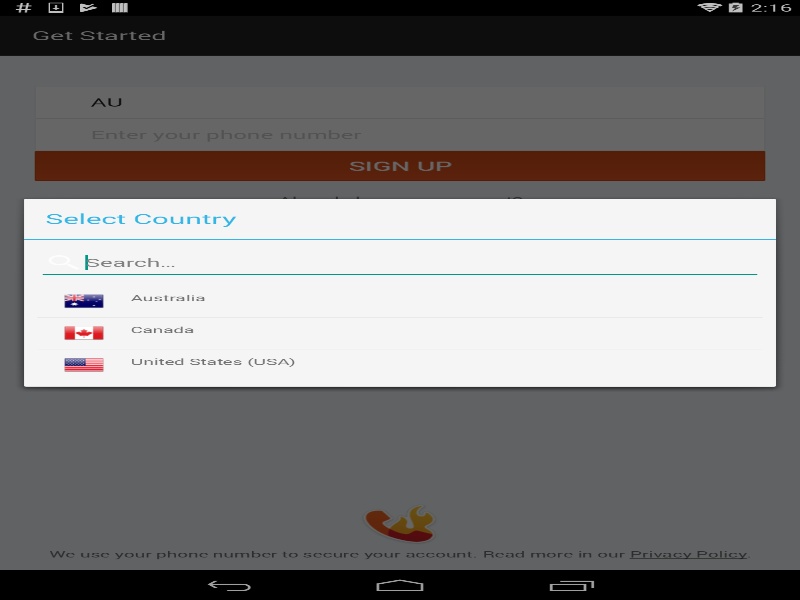 2:16
Get Started
AU
Enter your phone number
SIGN UP
Select Country
Search...
Australia
Canada
United States (USA)
We use your phone number to secure your account. Read more in our Privacy Policy.